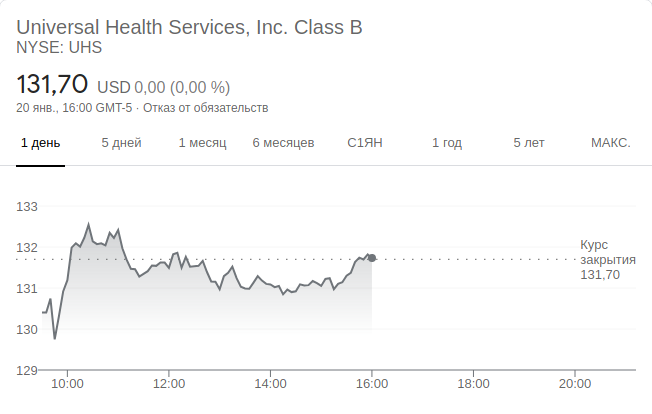 Universal Health Services, Inc. Class B
NYSE: UHS
131,70 USD 0,00 (0,00 %)
20 янв., 16:00 GMT-5 · Отказ от обязательств
1 день 5 дней 1 месяц 6 месяцев С1ЯН 1 год 5 лет МАКС.
133
132
131
130
129
Курс
закрытия
131,70
10:00 12:00 14:00 16:00 18:00 20:00